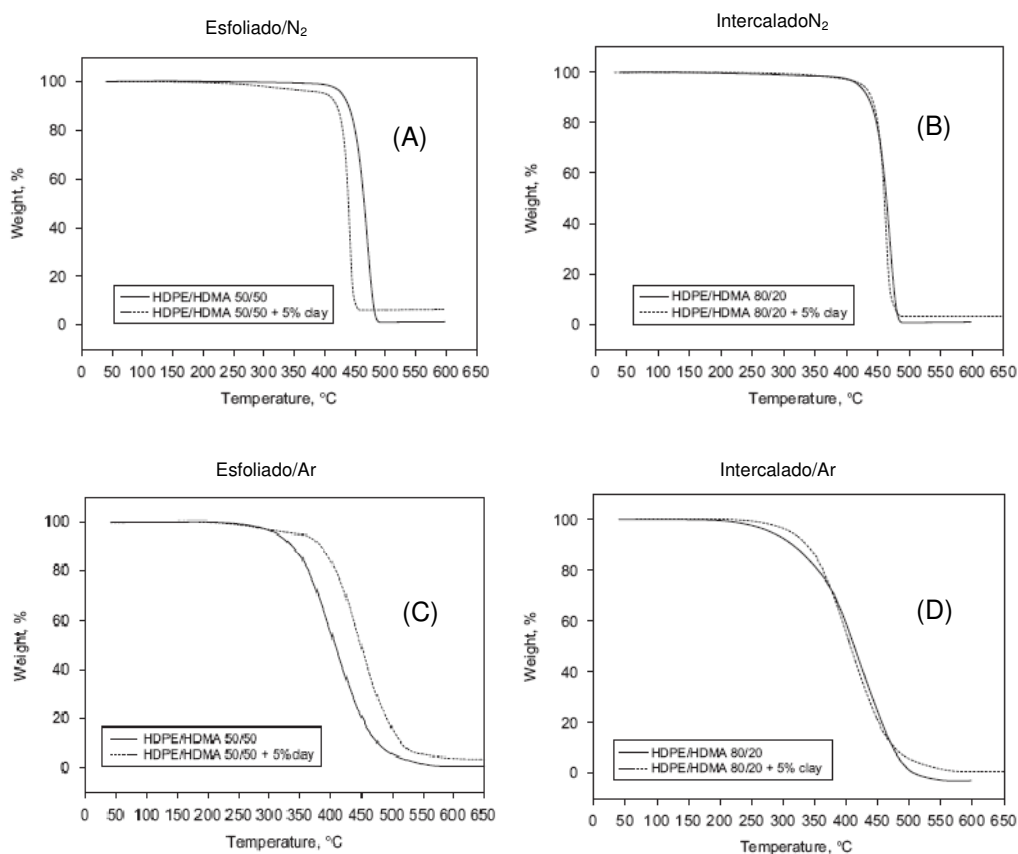 Esfoliado/N₂
IntercaladoN₂
100
80
60
40
20
0
Weight, %
(A)
HDPE/HDMA 50/50
HDPE/HDMA 50/50 + 5% clay
0 50 100 150 200 250 300 350 400 450 500 550 600 650
Temperature, °C
100
80
60
40
20
0
Weight, %
(B)
HDPE/HDMA 80/20
HDPE/HDMA 80/20 + 5% clay
0 50 100 150 200 250 300 350 400 450 500 550 600 650
Temperature, °C
Esfoliado/Ar
Intercalado/Ar
100
80
60
40
20
0
Weight, %
(C)
HDPE/HDMA 50/50
HDPE/HDMA 50/50 + 5%clay
0 50 100 150 200 250 300 350 400 450 500 550 600 650
Temperature, °C
100
80
60
40
20
0
Weight, %
(D)
HDPE/HDMA 80/20
HDPE/HDMA 80/20 + 5% clay
0 50 100 150 200 250 300 350 400 450 500 550 600 650
Temperature, °C